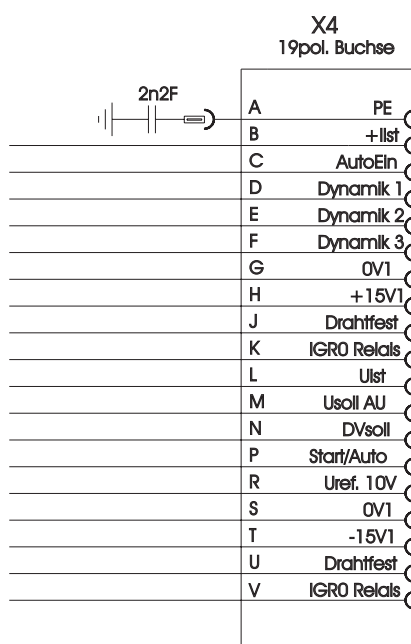 X4
19pol. Buchse
2n2F
A PE
B +IIst
C AutoEin
D Dynamik 1
E Dynamik 2
F Dynamik 3
G 0V1
H +15V1
J Drahtfest
K IGR0 Relais
L UIst
M Usoll AU
N DVsoll
P Start/Auto
R Uref. 10V
S 0V1
T -15V1
U Drahtfest
V IGR0 Relais